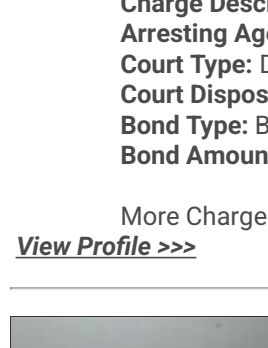 Charge Desc
Arresting Ag
Court Type:
Court Dispos
Bond Type: B
Bond Amoun
More Charge
View Profile >>>